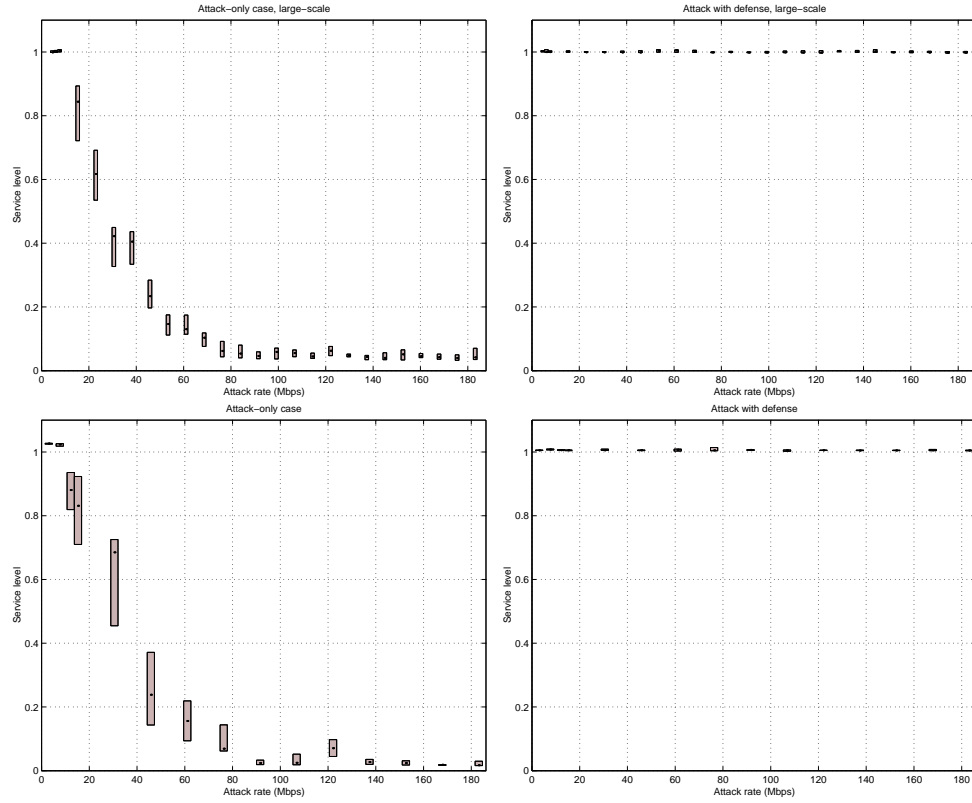 Attack−only case, large−scale
1
0.8
0.6
0.4
0.2
0
0 20 40 60 80 100 120 140 160 180
Service level
Attack rate (Mbps)
Attack with defense, large−scale
1
0.8
0.6
0.4
0.2
0
0 20 40 60 80 100 120 140 160 180
Service level
Attack rate (Mbps)
Attack−only case
1
0.8
0.6
0.4
0.2
0
0 20 40 60 80 100 120 140 160 180
Service level
Attack rate (Mbps)
Attack with defense
1
0.8
0.6
0.4
0.2
0
0 20 40 60 80 100 120 140 160 180
Service level
Attack rate (Mbps)